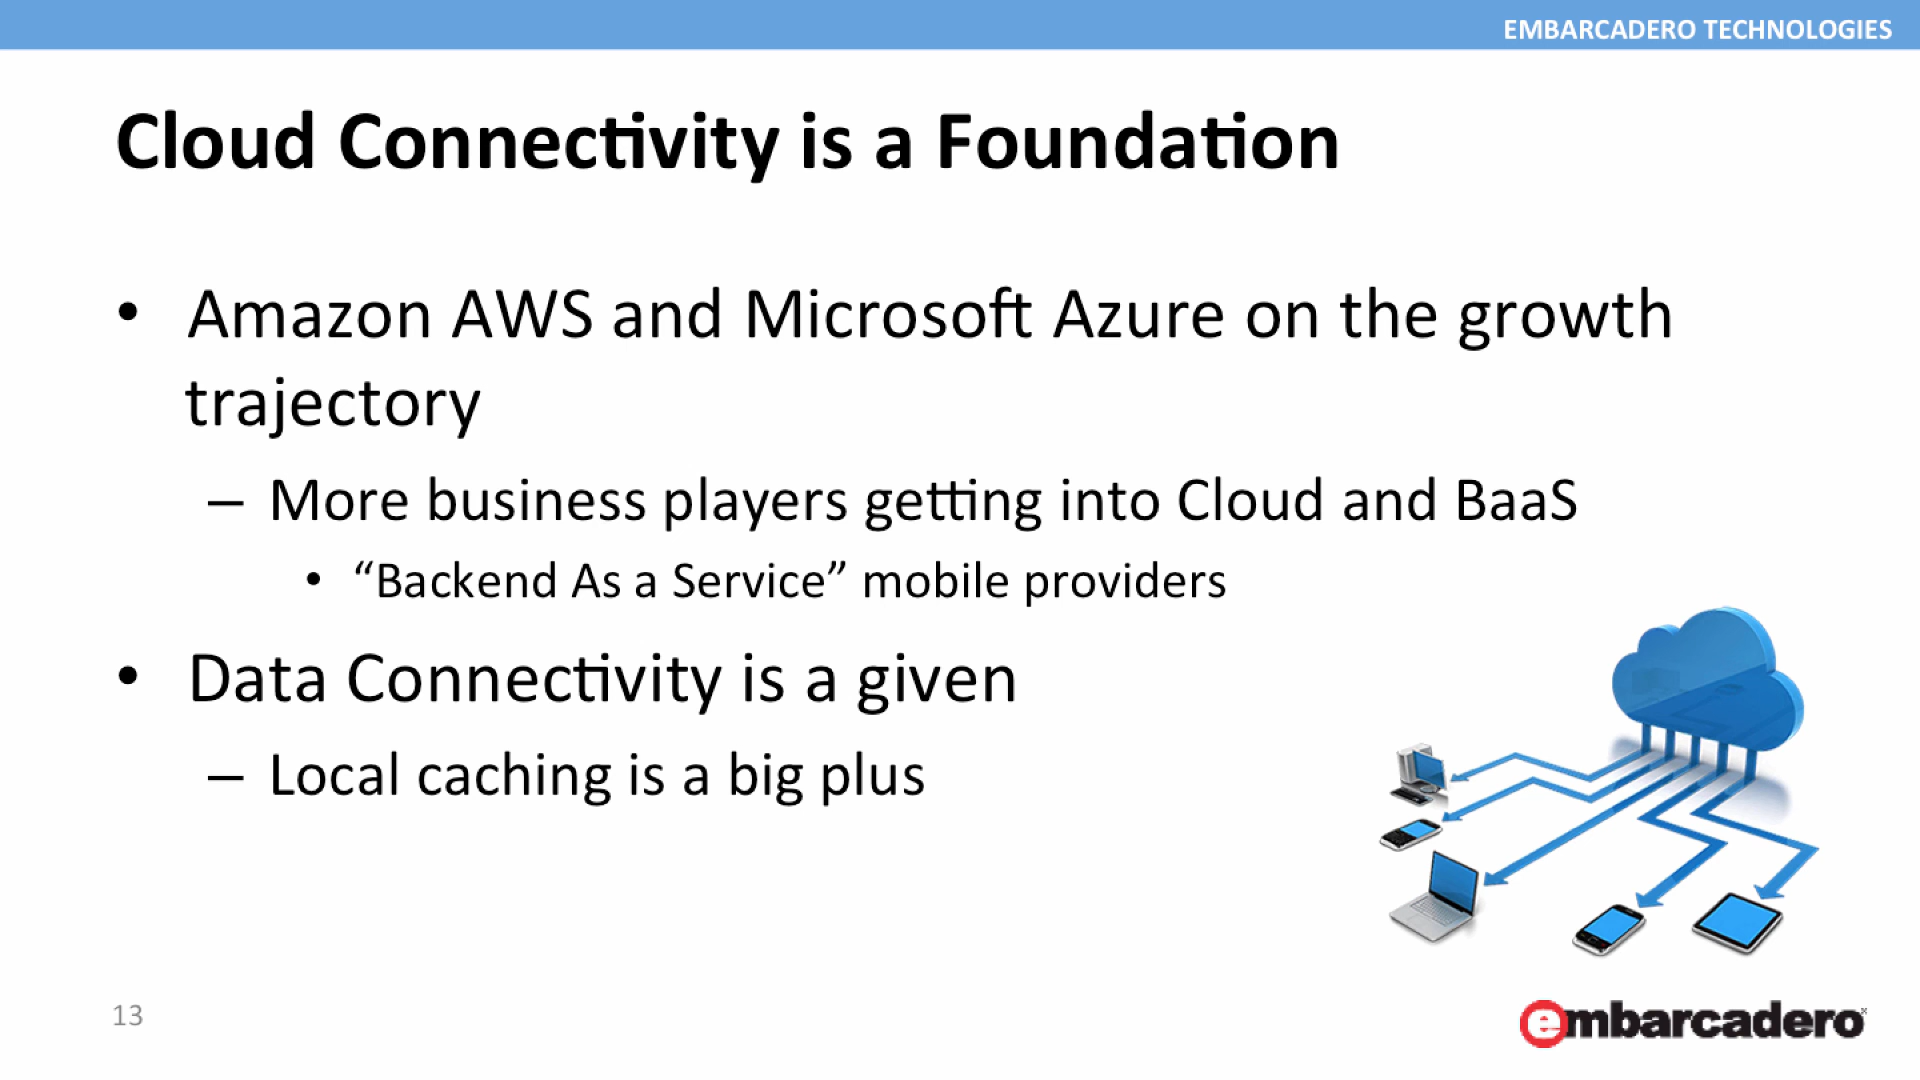 EMBARCADERO TECHNOLOGIES
Cloud Connectivity is a Foundation
• Amazon AWS and Microsoft Azure on the growth
trajectory
– More business players getting into Cloud and BaaS
• “Backend As a Service” mobile providers
• Data Connectivity is a given
– Local caching is a big plus
13
embarcadero